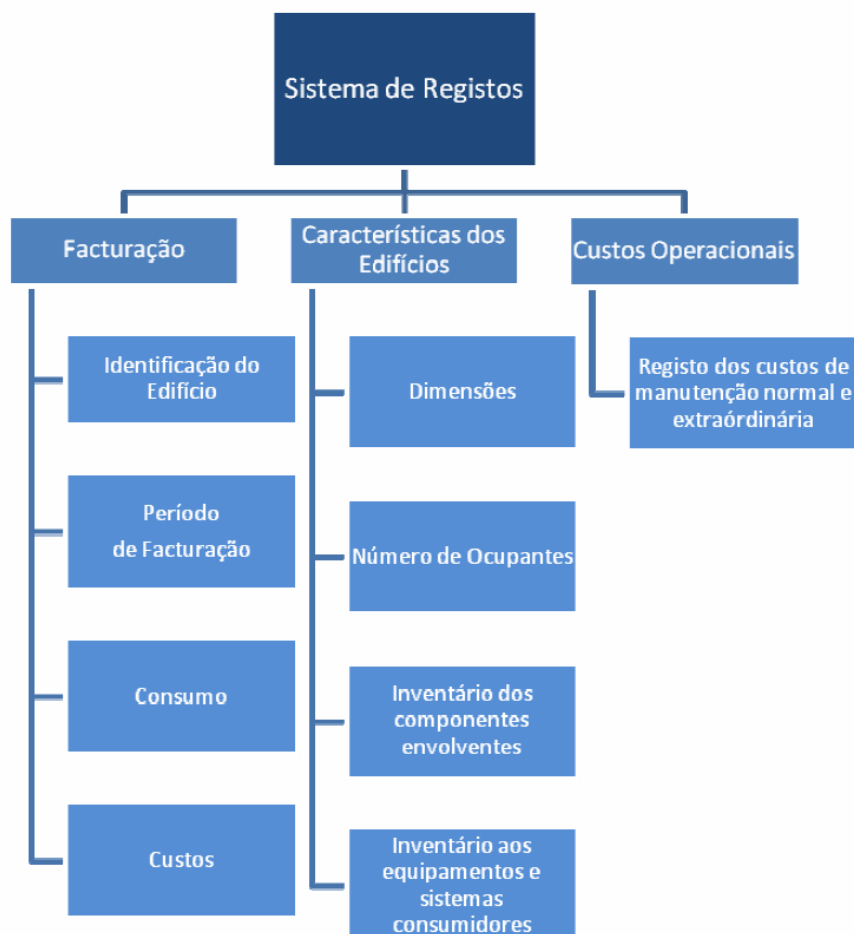 Sistema de Registos
Facturação
Identificação do
Edifício
Período
de Facturação
Consumo
Custos
Características dos
Edifícios
Dimensões
Número de Ocupantes
Inventário dos
componentes
envolventes
Inventário aos
equipamentos e
sistemas
consumidores
Custos Operacionais
Registo dos custos de
manutenção normal e
extraórdinária